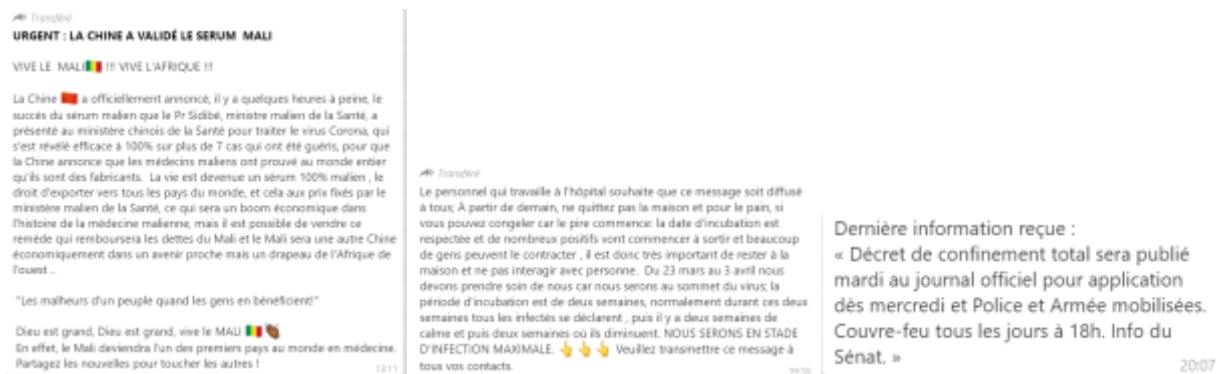 Transféré
URGENT : LA CHINE A VALIDÉ LE SERUM MALI
VIVE LE MALI🇲🇱 !!! VIVE L'AFRIQUE !!!
La Chine 🇨🇳 a officiellement annoncé, il y a quelques heures à peine, le
succès du sérum malien que le Pr Sidibé, ministre malien de la Santé, a
présenté au ministère chinois de la Santé pour traiter le virus Corona, qui
s'est révélé efficace à 100% sur plus de 7 cas qui ont été guéris, pour que
la Chine annonce que les médecins maliens ont prouvé au monde entier
qu'ils sont des fabricants. La vie est devenue un sérum 100% malien , le
droit d'exporter vers tous les pays du monde, et cela aux prix fixés par le
ministère malien de la Santé, ce qui sera un boom économique dans
l'histoire de la médecine malienne, mais il est possible de vendre ce
remède qui remboursera les dettes du Mali et le Mali sera une autre Chine
économiquement dans un avenir proche mais un drapeau de l'Afrique de
l'ouest ..
"Les malheurs d'un peuple quand les gens en bénéficient!"
Dieu est grand, Dieu est grand, vive le MALI 🇲🇱
En effet, le Mali deviendra l'un des premiers pays au monde en médecine.
Partagez les nouvelles pour toucher les autres !
13:11
Transféré
Le personnel qui travaille à l'hôpital souhaite que ce message soit diffusé
à tous; À partir de demain, ne quittez pas la maison et pour le pain, si
vous pouvez congeler car le pire commence: la date d'incubation est
respectée et de nombreux positifs vont commencer à sortir et beaucoup
de gens peuvent le contracter , il est donc très important de rester à la
maison et ne pas interagir avec personne. Du 23 mars au 3 avril nous
devons prendre soin de nous car nous serons au sommet du virus; la
période d'incubation est de deux semaines, normalement durant ces deux
semaines tous les infectés se déclarent , puis il y a deux semaines de
calme et puis deux semaines où ils diminuent. NOUS SERONS EN STADE
D'INFECTION MAXIMALE. 👆 👆 👆 Veuillez transmettre ce message à
tous vos contacts.
Dernière information reçue :
« Décret de confinement total sera publié
mardi au journal officiel pour application
dès mercredi et Police et Armée mobilisées.
Couvre-feu tous les jours à 18h. Info du
Sénat. »
20:07